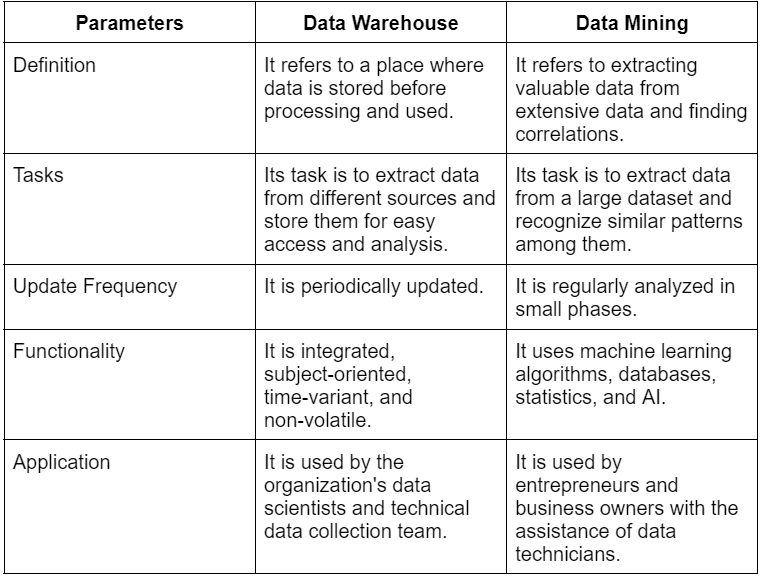 Parameters
Data Warehouse
Data Mining
Definition
It refers to a place where
data is stored before
processing and used.
It refers to extracting
valuable data from
extensive data and finding
correlations.
Tasks
Its task is to extract data
from different sources and
store them for easy
access and analysis.
Its task is to extract data
from a large dataset and
recognize similar patterns
among them.
Update Frequency
It is periodically updated.
It is regularly analyzed in
small phases.
Functionality
It is integrated,
subject-oriented,
time-variant, and
non-volatile.
It uses machine learning
algorithms, databases,
statistics, and AI.
Application
It is used by the
organization's data
scientists and technical
data collection team.
It is used by
entrepreneurs and
business owners with the
assistance of data
technicians.